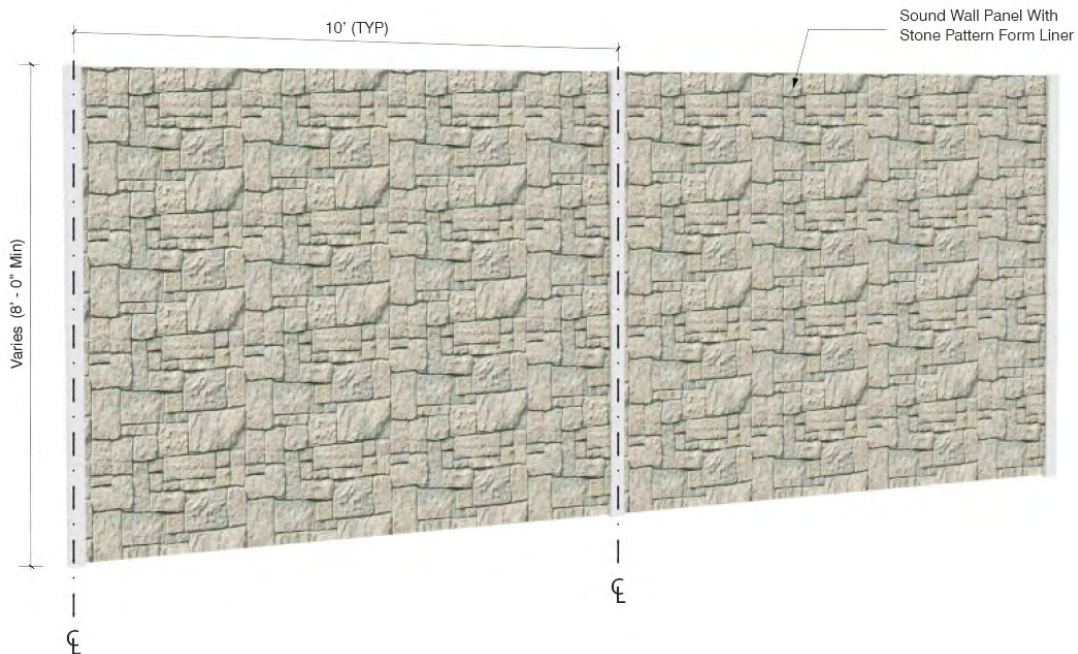 10' (TYP)
Sound Wall Panel With
Stone Pattern Form Liner
Varies (8' - 0" Min)
℄
℄